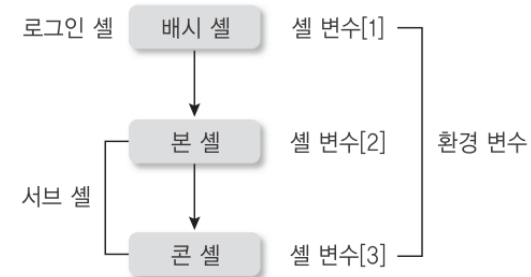 로그인 셸 배시 셸 셸 변수[1]
본 셸 셸 변수[2] 환경 변수
서브 셸
콘 셸 셸 변수[3]